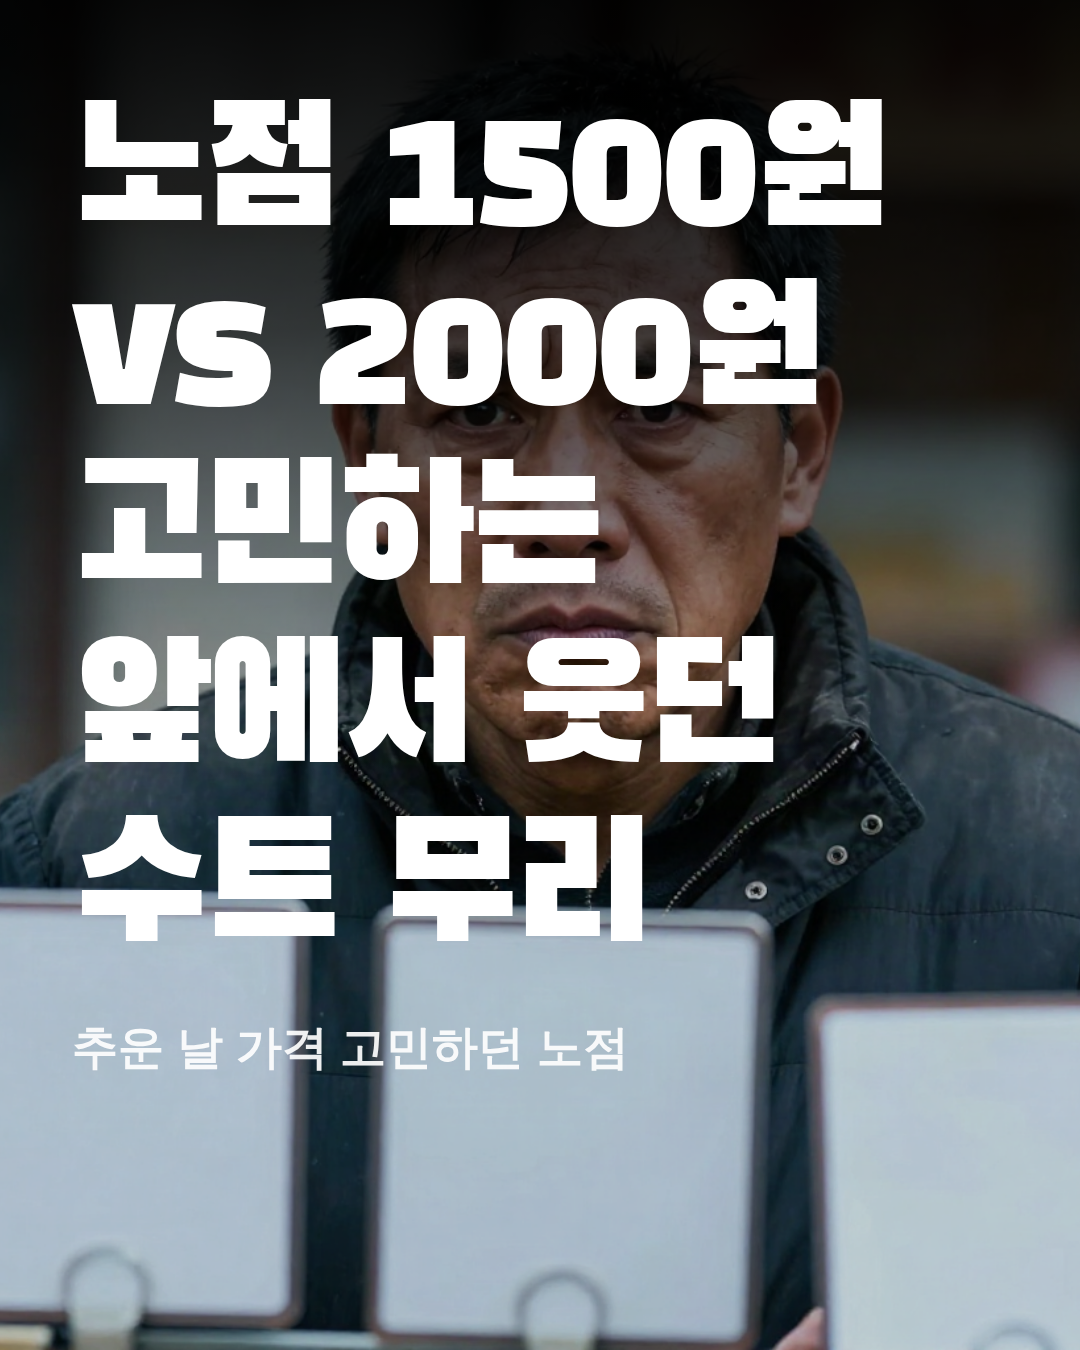 노점 1500원
vs 2000원
고민하는
앞에서 웃던
수트 무리
추운 날 가격 고민하던 노점